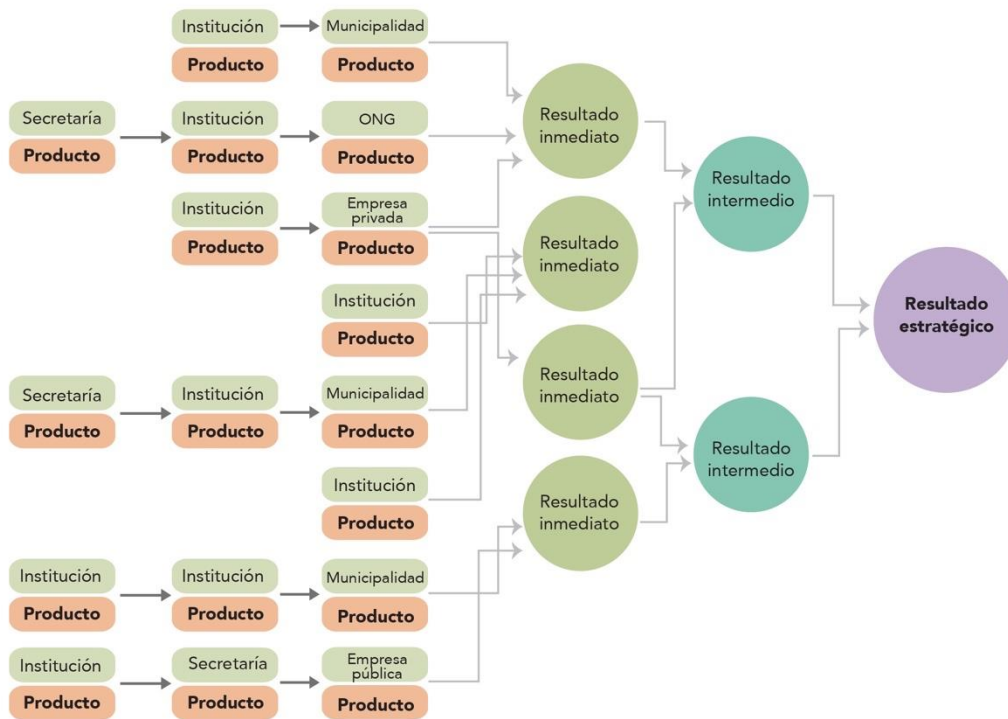 Institución
Municipalidad
Producto
Producto
Secretaría
Institución
ONG
Producto
Producto
Producto
Institución
Empresa
privada
Producto
Producto
Institución
Producto
Secretaría
Institución
Municipalidad
Producto
Producto
Producto
Institución
Producto
Institución
Institución
Municipalidad
Producto
Producto
Producto
Institución
Secretaría
Empresa
pública
Producto
Producto
Producto
Resultado
inmediato
Resultado
inmediato
Resultado
inmediato
Resultado
inmediato
Resultado
intermedio
Resultado
intermedio
Resultado
estratégico